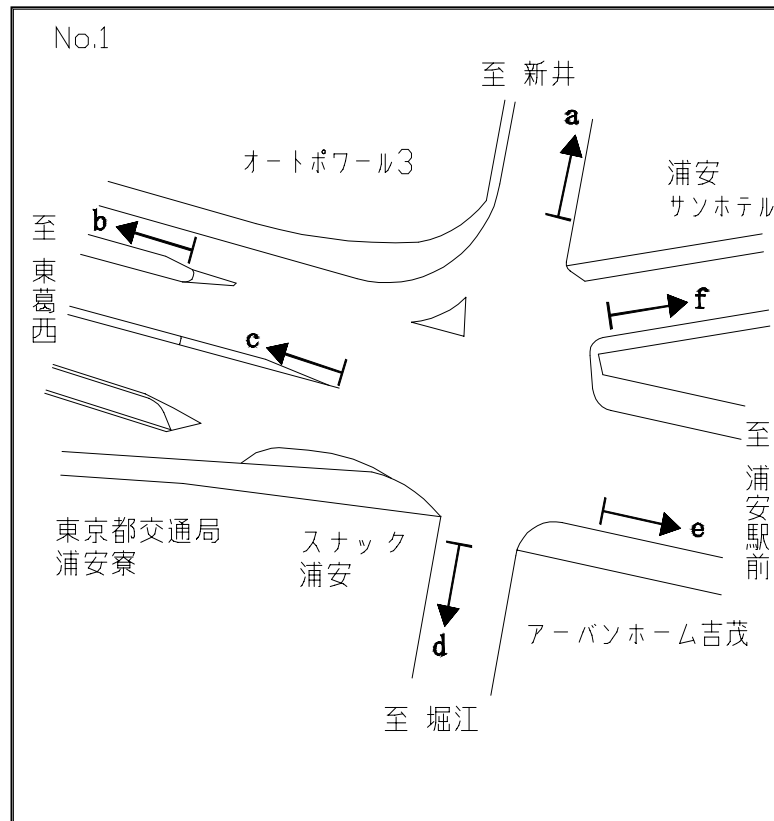 No.1
至 新井
a
オートポワール3
浦安
サンホテル
b
至 東葛西
f
c
至 浦安駅前
東京都交通局
浦安寮
スナック
浦安
e
d
アーバンホーム吉茂
至 堀江